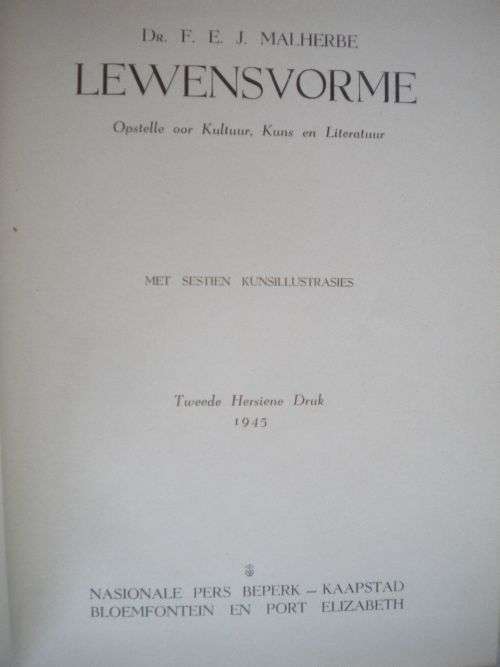 Dr. F. E. J. MALHERBE
LEWENSVORME
Opstelle oor Kultuur, Kuns en Literatuur
MET SESTIEN KUNSILLUSTRASIES
Tweede Hersiene Druk
1945
NASIONALE PERS BEPERK — KAAPSTAD
BLOEMFONTEIN EN PORT ELIZABETH